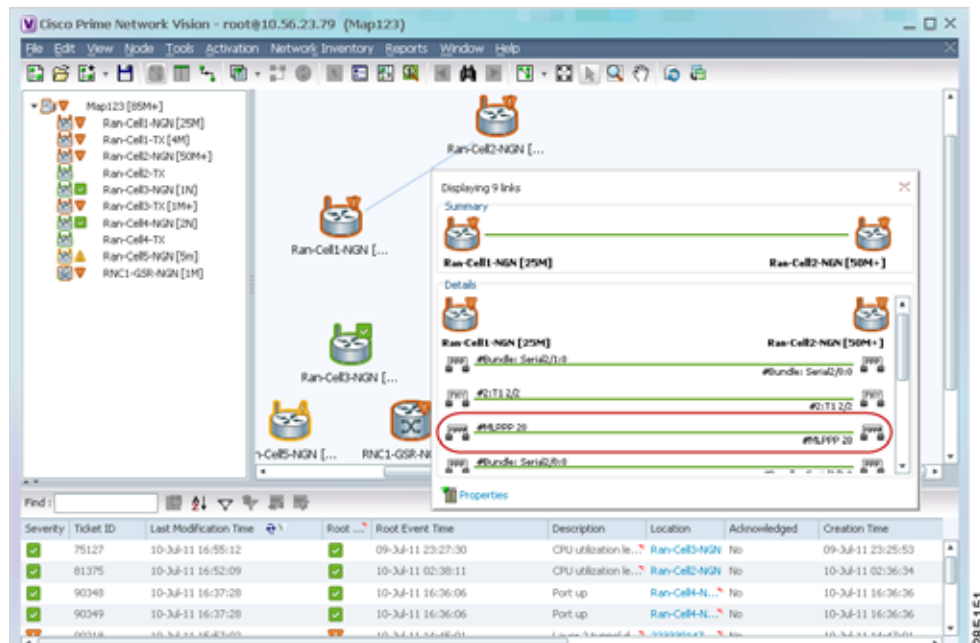 Cisco Prime Network Vision - root@10.56.23.79 (Map123)
File Edit View Node Tools Activation Network Inventory Reports Window Help
Map123 [85M+]
Ran-Cell1-NGN [25M]
Ran-Cell1-TX [4M]
Ran-Cell2-NGN [50M+]
Ran-Cell2-TX
Ran-Cell3-NGN [1N]
Ran-Cell3-TX [1M+]
Ran-Cell4-NGN [2N]
Ran-Cell4-TX
Ran-Cell5-NGN [5m]
RNC1-GSR-NGN [1M]
Ran-Cell2-NGN [...
Ran-Cell1-NGN [...
Ran-Cell3-NGN [...
n-Cell5-NGN [...
RNC1-GSR-N
Displaying 9 links
Summary
Ran-Cell1-NGN [25M] Ran-Cell2-NGN [50M+]
Details
Ran-Cell1-NGN [25M] Ran-Cell2-NGN [50M+]
#Bundle: Serial2/1:0
#Bundle: Serial2/0:0
#2:T1 2/2
#2:T1 2/2
#MLPPP 20
#MLPPP 20
#Bundle: Serial2/0:0
Properties
Find :
Severity Ticket ID Last Modification Time Root ... Root Event Time Description Location Acknowledged Creation Time
75127 10-Jul-11 16:55:12 09-Jul-11 23:27:30 CPU utilization le... Ran-Cell3-NGN No 09-Jul-11 23:25:53
81375 10-Jul-11 16:52:09 10-Jul-11 02:38:11 CPU utilization le... Ran-Cell2-NGN No 10-Jul-11 02:36:34
90348 10-Jul-11 16:37:28 10-Jul-11 16:36:06 Port up Ran-Cell4-N... No 10-Jul-11 16:36:36
90349 10-Jul-11 16:37:28 10-Jul-11 16:36:06 Port up Ran-Cell4-N... No 10-Jul-11 16:36:36